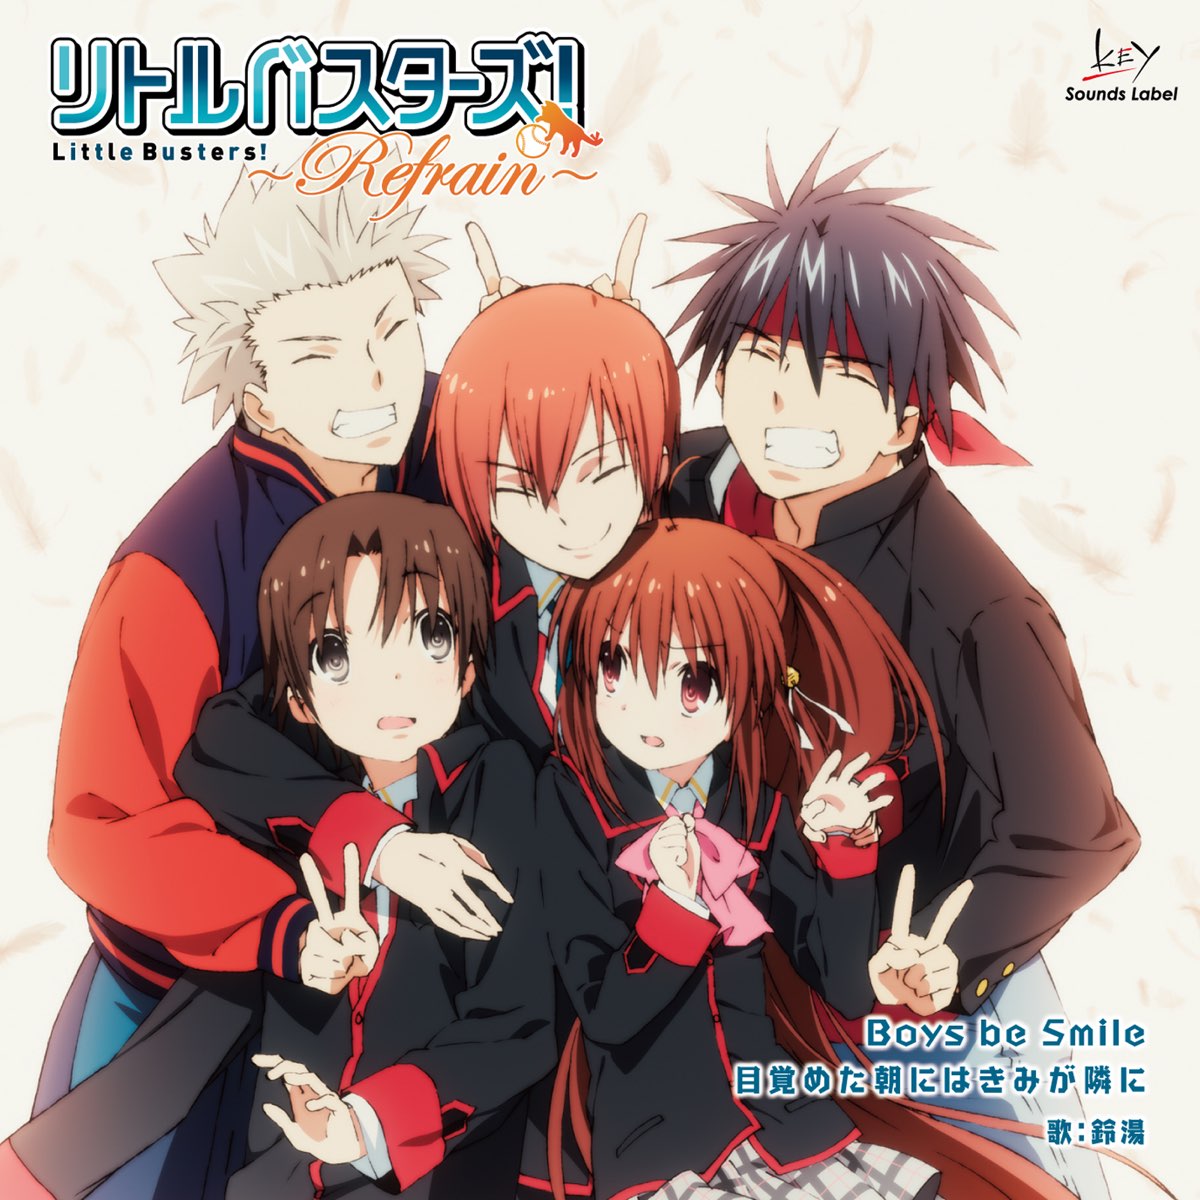 リトルバスターズ!
Little Busters!
~Refrain~
KEY
Sounds Label
Boys be Smile
目覚めた朝にはきみが隣に
歌:鈴湯